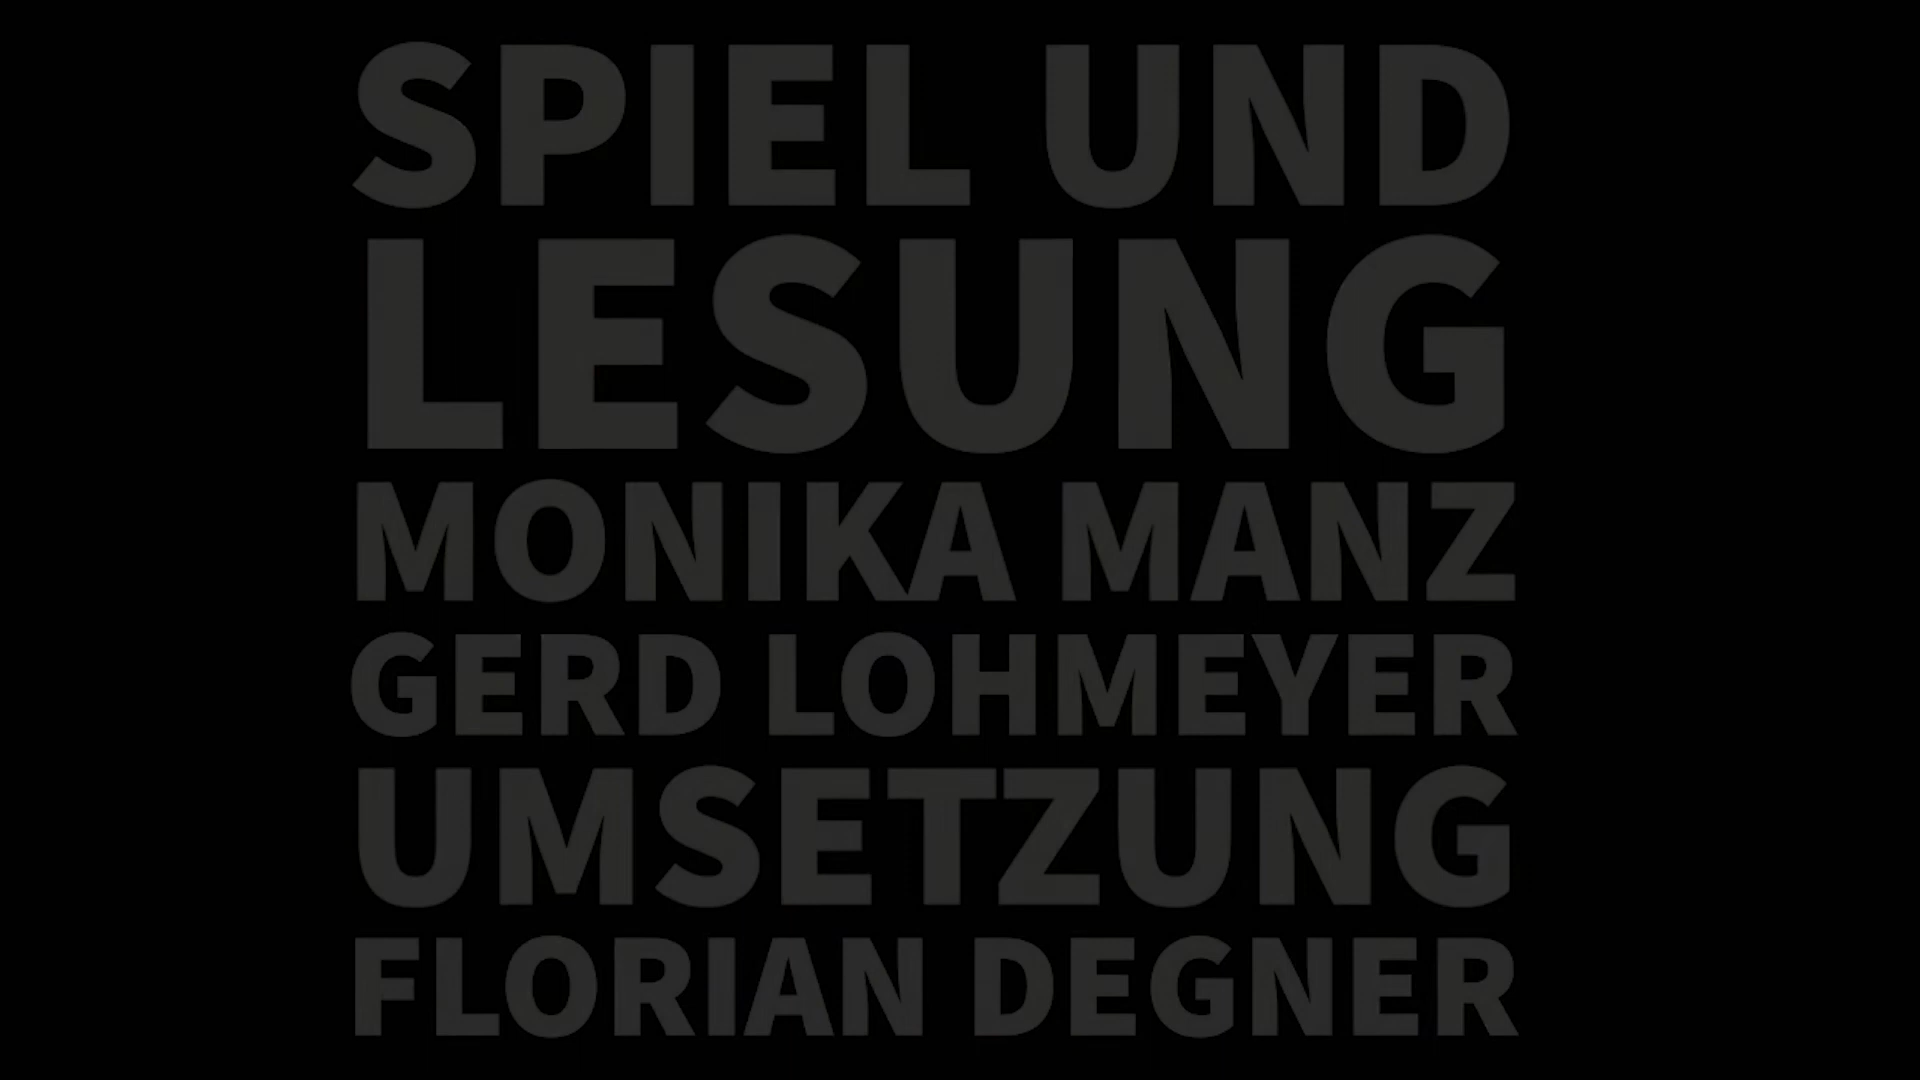 SPIEL UND
LESUNG
MONIKA MANZ
GERD LOHMEYER
UMSETZUNG
FLORIAN DEGNER